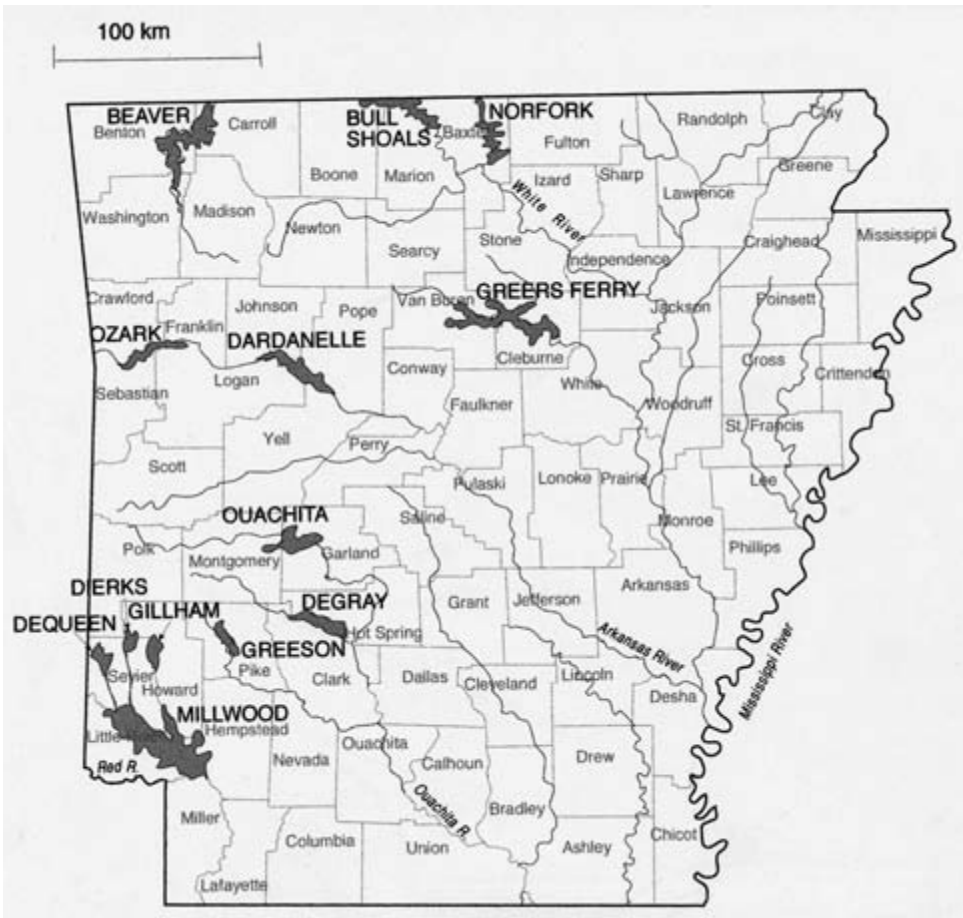 100 km
BEAVER
Benton
Carroll
BULL
SHOALS
Baxter
NORFORK
Fulton
Randolph
Clay
Greene
Boone
Marion
Izard
Sharp
Lawrence
Washington
Madison
Newton
White River
Searcy
Stone
Independence
Craighead
Mississippi
Crawford
Franklin
Johnson
Pope
Van Buren
GREERS FERRY
Jackson
Poinsett
OZARK
DARDANELLE
Cleburne
Cross
Crittenden
Sebastian
Logan
Conway
White
Woodruff
Faulkner
St. Francis
Yell
Perry
Scott
Pulaski
Lonoke
Prairie
Lee
OUACHITA
Saline
Monroe
Polk
Montgomery
Garland
Phillips
DIERKS
GILLHAM
DEQUEEN
DEGRAY
Grant
Jefferson
Arkansas
Hot Spring
GREESON
Arkansas River
Mississippi River
Sevier
Pike
Clark
Dallas
Cleveland
Lincoln
Howard
Desha
MILLWOOD
Hempstead
Little
Red R.
Nevada
Ouachita
Calhoun
Drew
Ouachita R.
Bradley
Miller
Columbia
Union
Ashley
Chicot
Lafayette